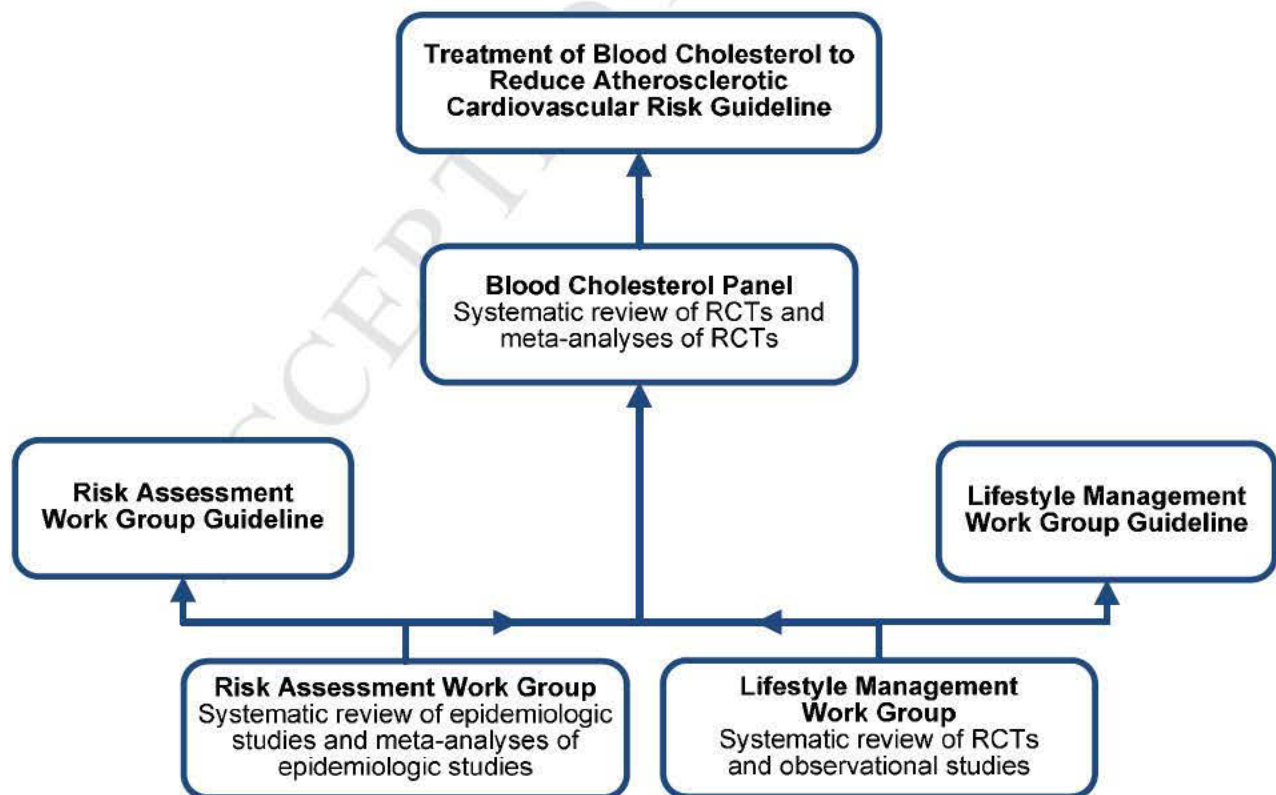 Treatment of Blood Cholesterol to
Reduce Atherosclerotic
Cardiovascular Risk Guideline
Blood Cholesterol Panel
Systematic review of RCTs and
meta-analyses of RCTs
Risk Assessment
Work Group Guideline
Lifestyle Management
Work Group Guideline
Risk Assessment Work Group
Systematic review of epidemiologic
studies and meta-analyses of
epidemiologic studies
Lifestyle Management
Work Group
Systematic review of RCTs
and observational studies